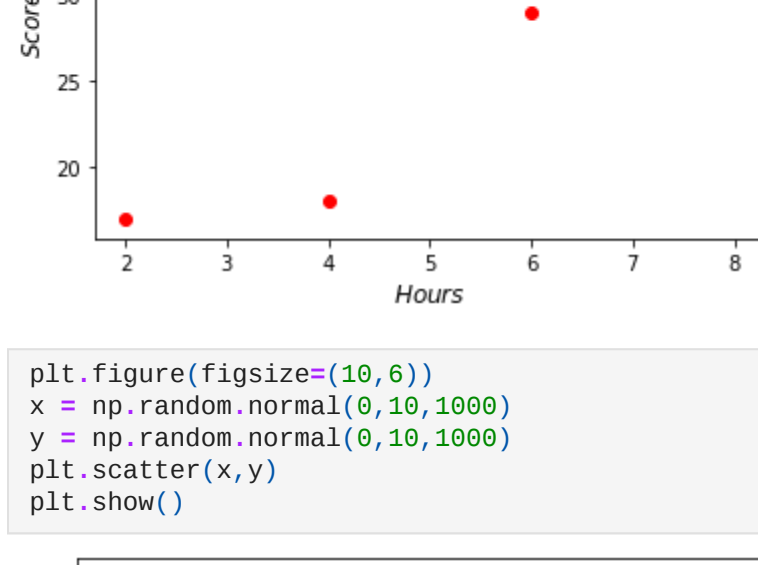 Score
25
20
2 3 4 5 6 7 8
Hours
plt.figure(figsize=(10,6))
x = np.random.normal(0,10,1000)
y = np.random.normal(0,10,1000)
plt.scatter(x,y)
plt.show()